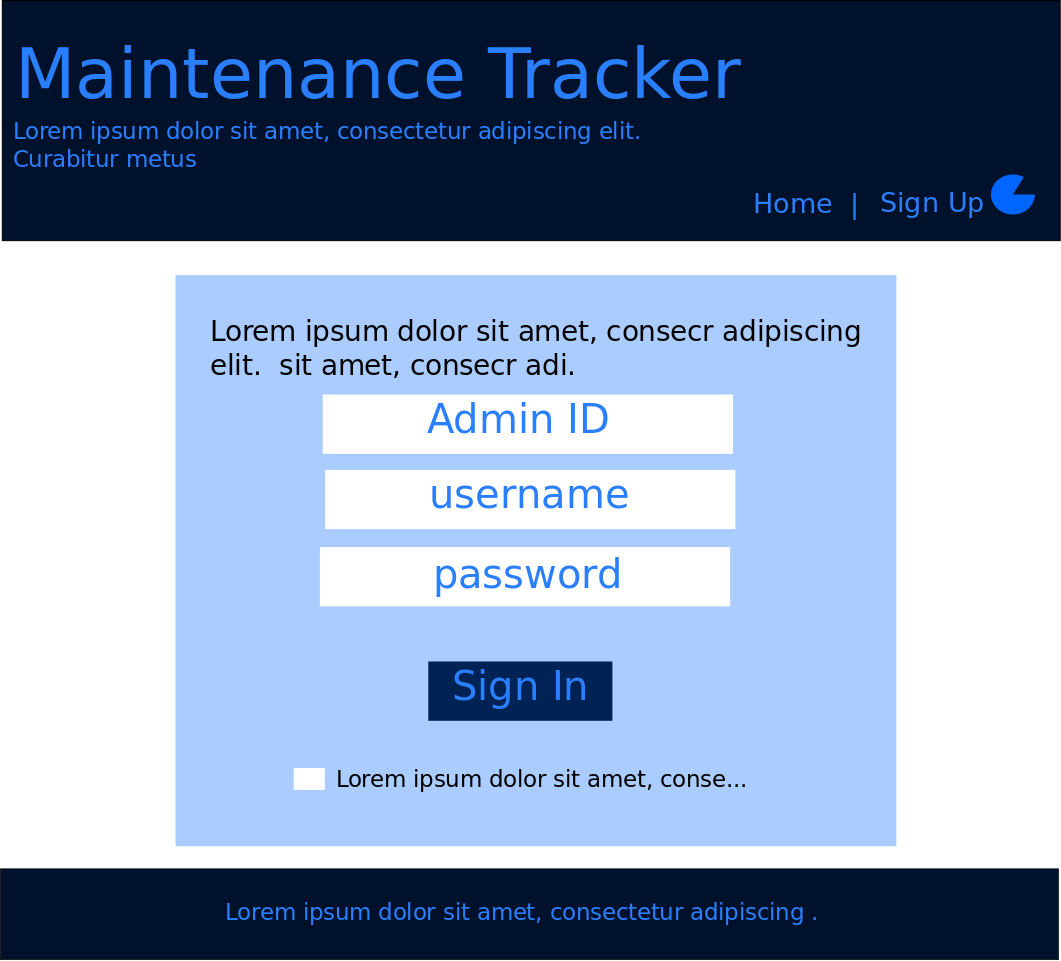 Maintenance Tracker
Lorem ipsum dolor sit amet, consectetur adipiscing elit.
Curabitur metus
Home | Sign Up
Lorem ipsum dolor sit amet, consecr adipiscing
elit.  sit amet, consecr adi.
Admin ID
username
password
Sign In
Lorem ipsum dolor sit amet, conse...
Lorem ipsum dolor sit amet, consectetur adipiscing .